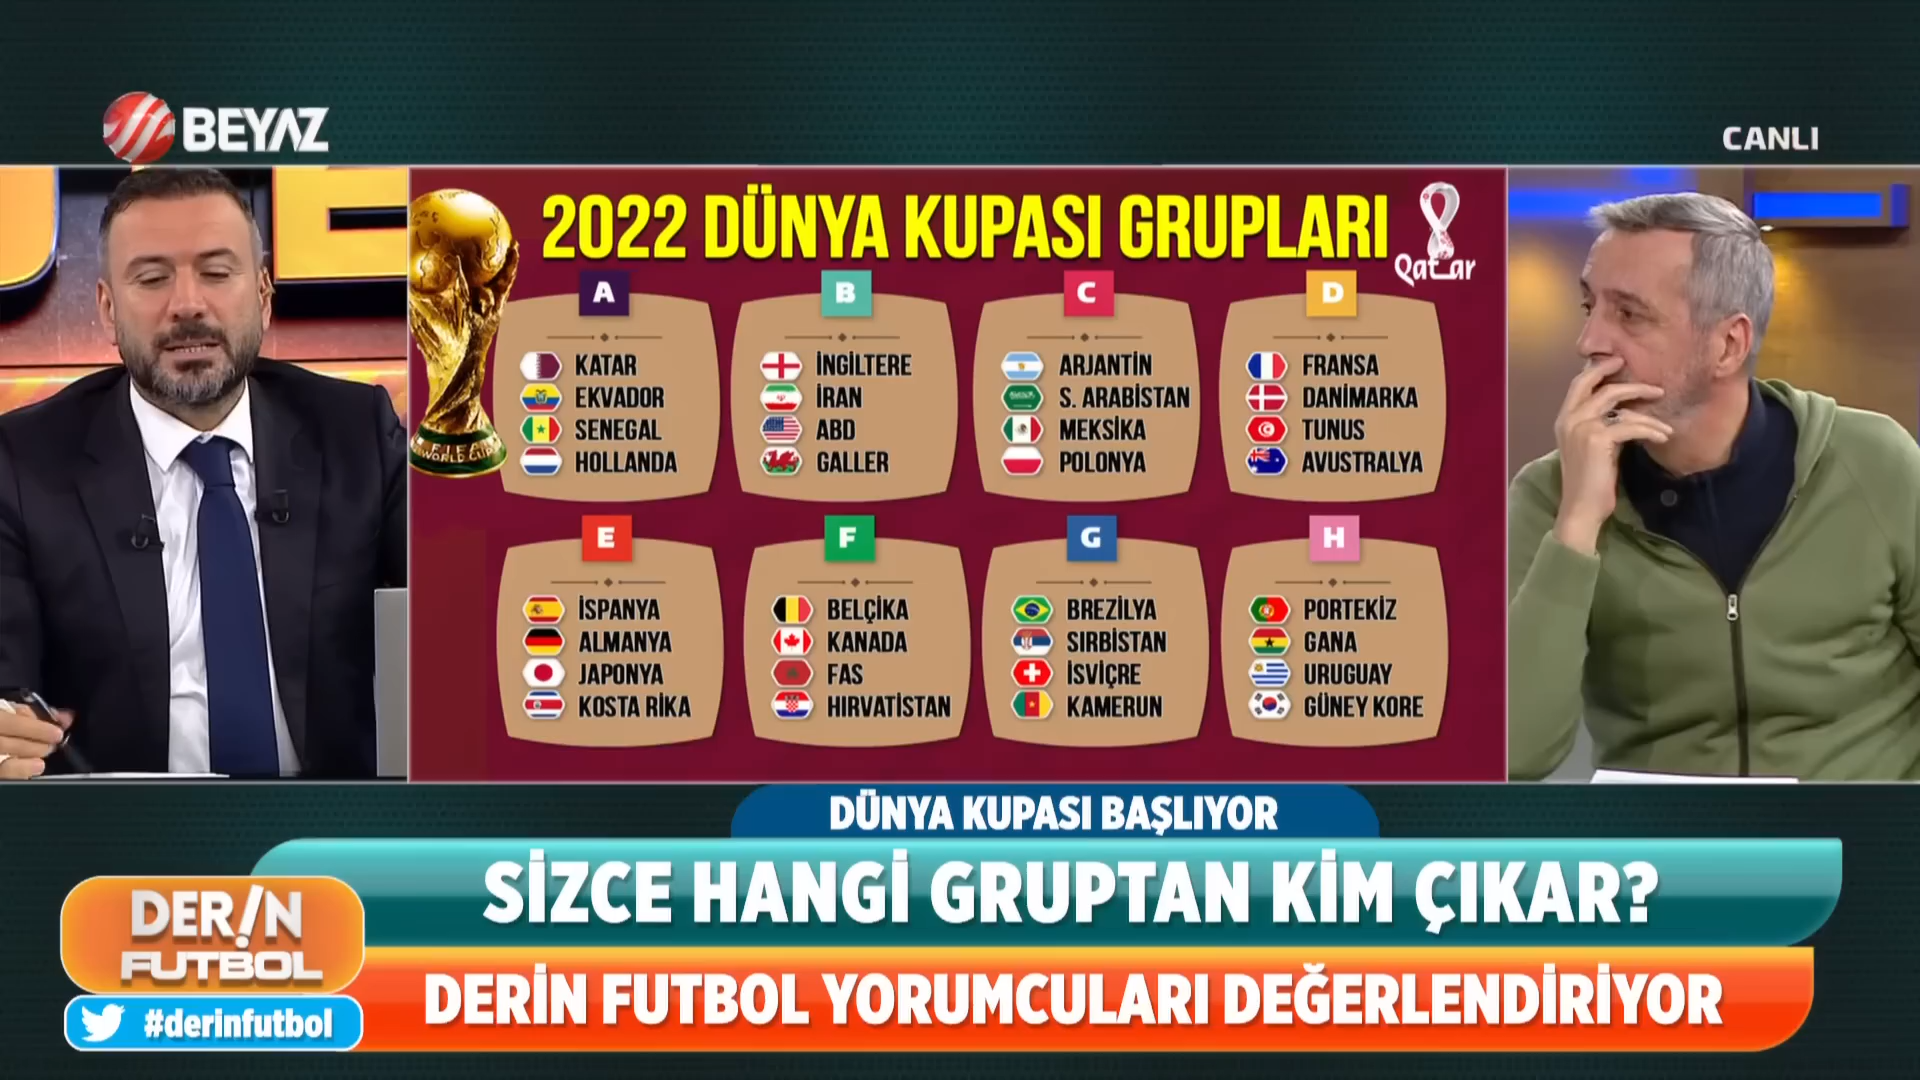 BEYAZ
CANLI
2022 DÜNYA KUPASI GRUPLARI
Qatar
A
KATAR
EKVADOR
SENEGAL
HOLLANDA
B
İNGİLTERE
İRAN
ABD
GALLER
C
ARJANTİN
S. ARABİSTAN
MEKSİKA
POLONYA
D
FRANSA
DANİMARKA
TUNUS
AVUSTRALYA
E
İSPANYA
ALMANYA
JAPONYA
KOSTA RİKA
F
BELÇİKA
KANADA
FAS
HIRVATİSTAN
G
BREZİLYA
SIRBİSTAN
İSVİÇRE
KAMERUN
H
PORTEKİZ
GANA
URUGUAY
GÜNEY KORE
WORLD CUP
DÜNYA KUPASI BAŞLIYOR
SİZCE HANGİ GRUPTAN KİM ÇIKAR?
DERİN FUTBOL YORUMCULARI DEĞERLENDİRİYOR
DER!N
FUTBOL
#derinfutbol